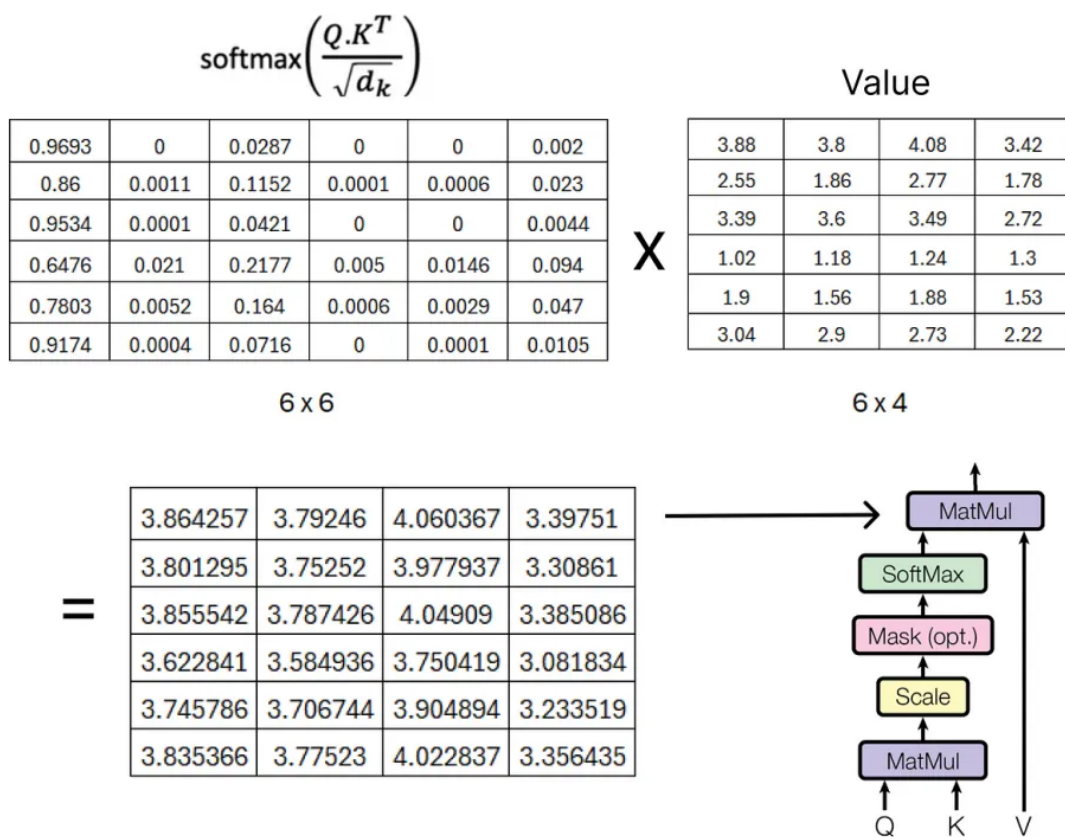 softmax(Q.K^T / √d_k)
Value
0.9693 0 0.0287 0 0 0.002
0.86 0.0011 0.1152 0.0001 0.0006 0.023
0.9534 0.0001 0.0421 0 0 0.0044
0.6476 0.021 0.2177 0.005 0.0146 0.094
0.7803 0.0052 0.164 0.0006 0.0029 0.047
0.9174 0.0004 0.0716 0 0.0001 0.0105
X
3.88 3.8 4.08 3.42
2.55 1.86 2.77 1.78
3.39 3.6 3.49 2.72
1.02 1.18 1.24 1.3
1.9 1.56 1.88 1.53
3.04 2.9 2.73 2.22
6 x 6
6 x 4
=
3.864257 3.79246 4.060367 3.39751
3.801295 3.75252 3.977937 3.30861
3.855542 3.787426 4.04909 3.385086
3.622841 3.584936 3.750419 3.081834
3.745786 3.706744 3.904894 3.233519
3.835366 3.77523 4.022837 3.356435
MatMul
SoftMax
Mask (opt.)
Scale
MatMul
Q K V